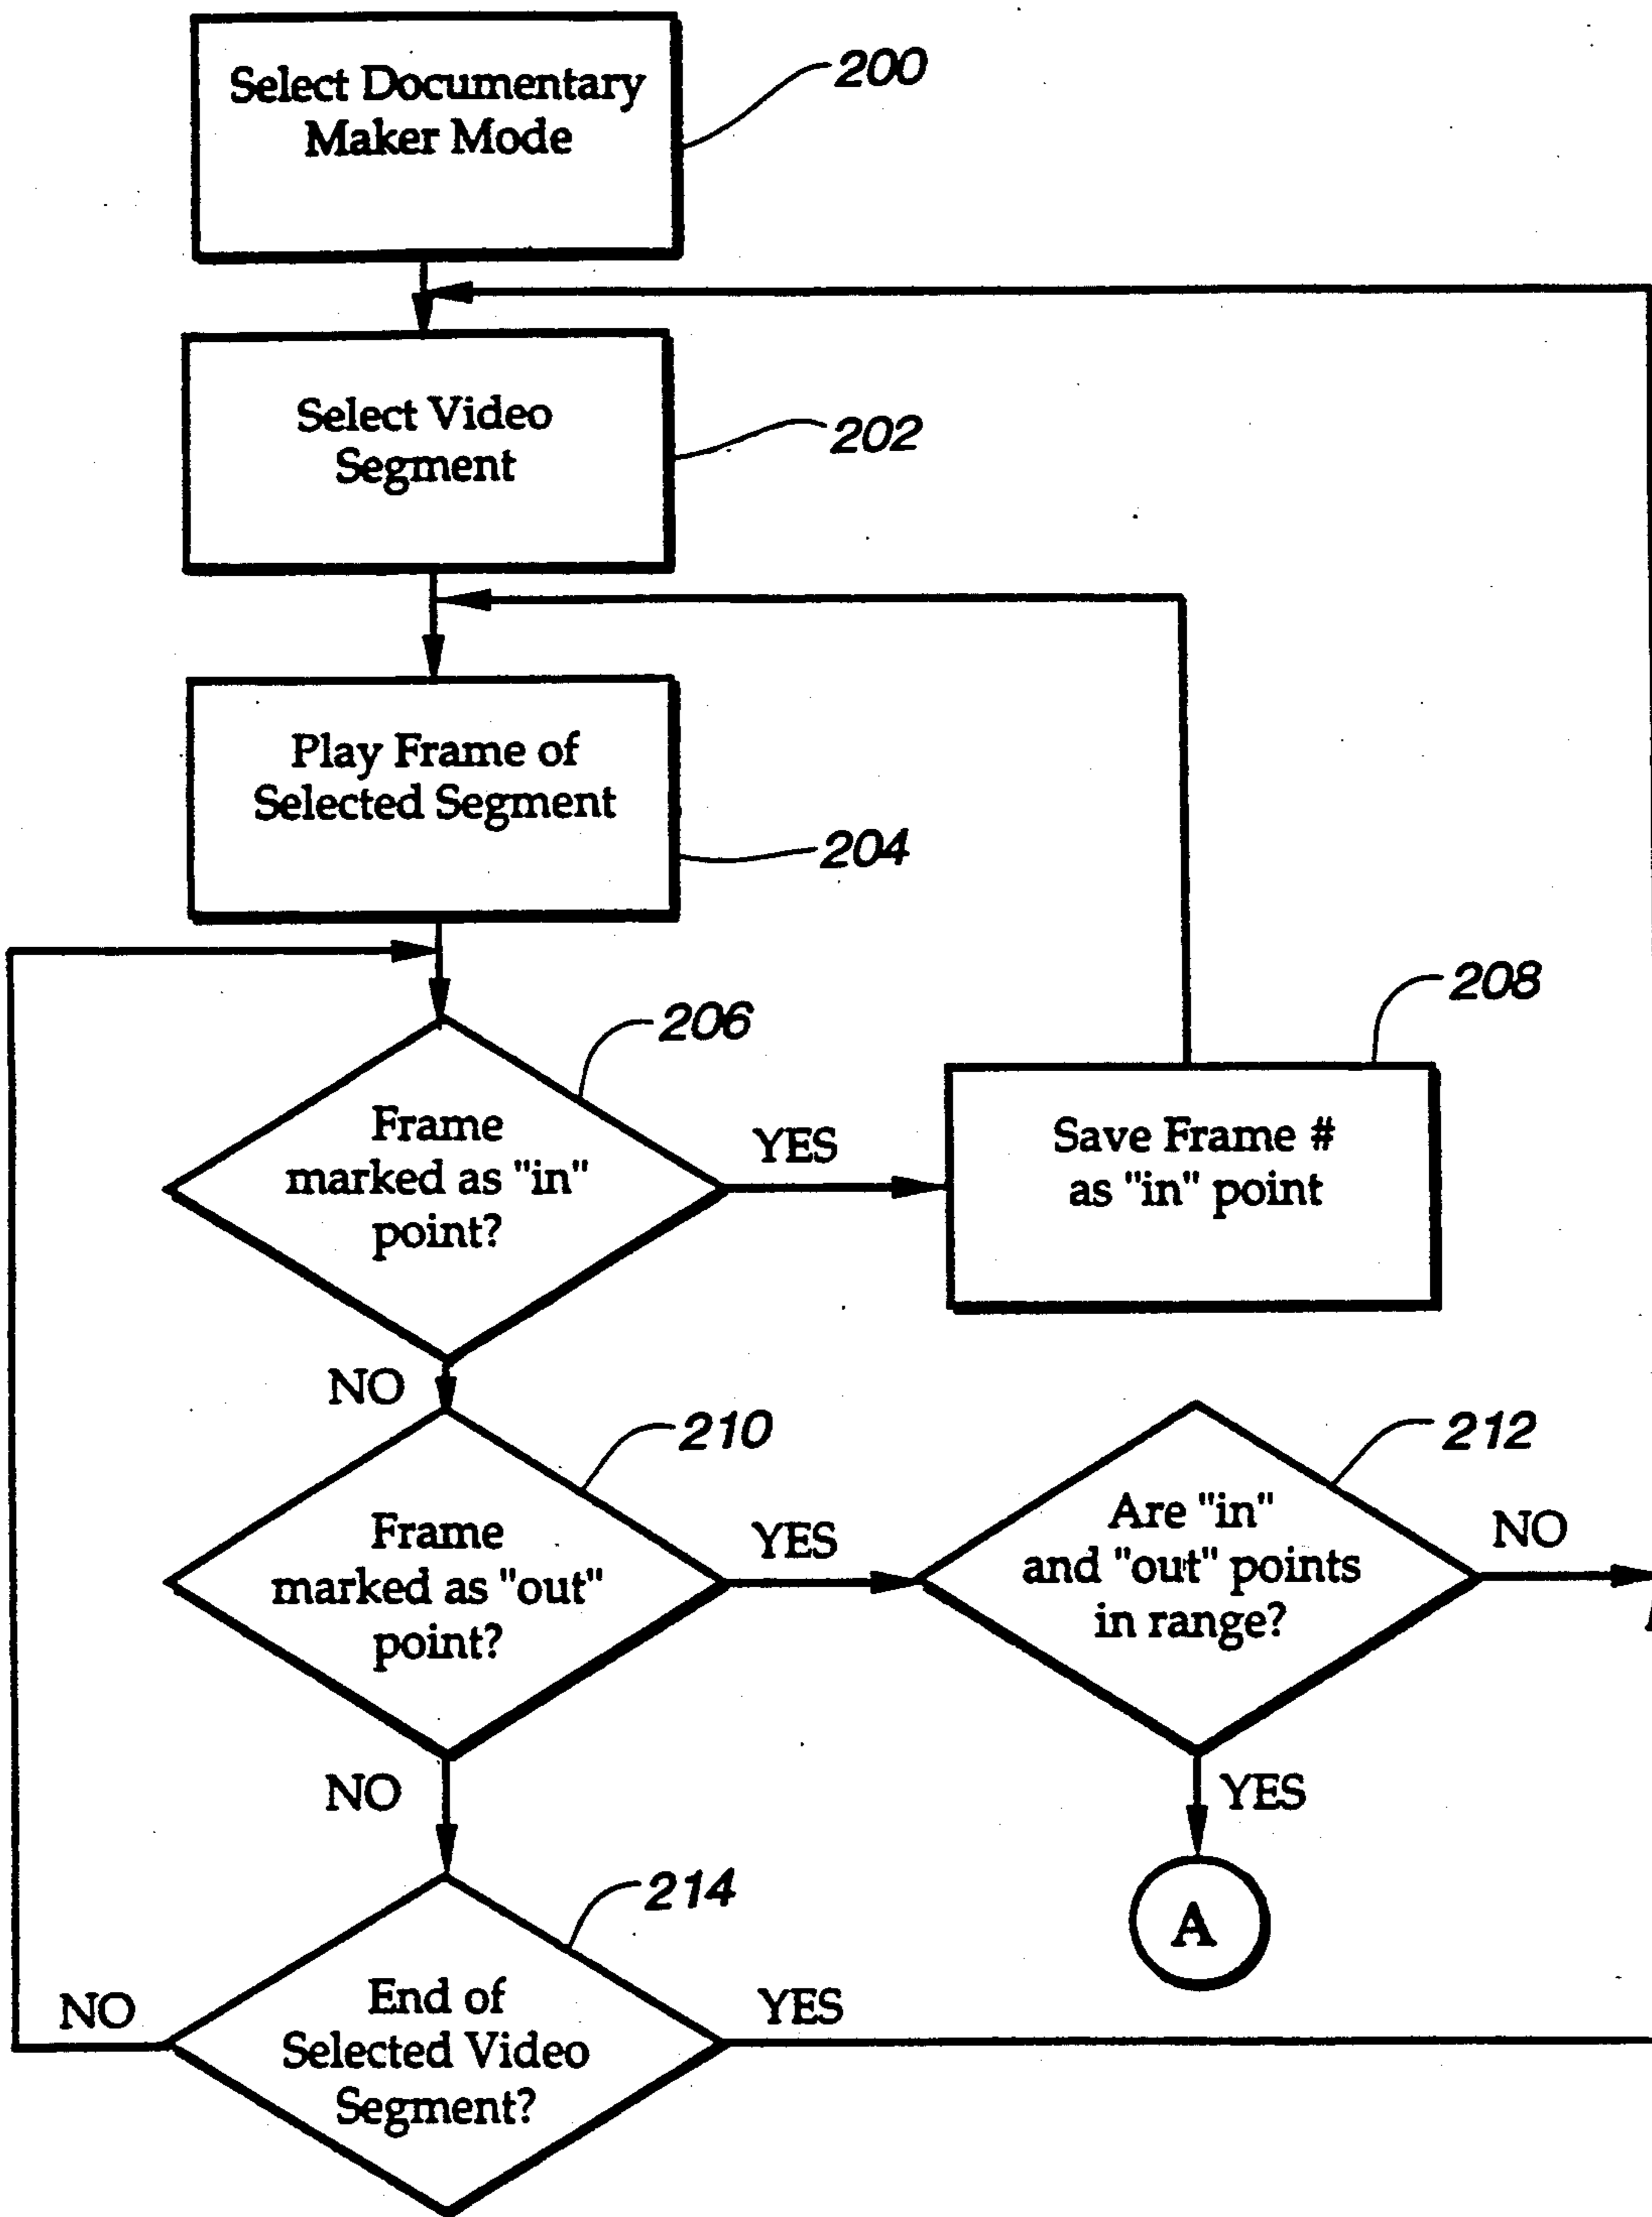 Select Documentary
Maker Mode
200
Select Video
Segment
202
Play Frame of
Selected Segment
204
206
208
Frame
marked as "in"
point?
YES
Save Frame #
as "in" point
NO
210
212
Frame
marked as "out"
point?
YES
Are "in"
and "out" points
in range?
NO
NO
YES
214
A
NO
End of
Selected Video
Segment?
YES